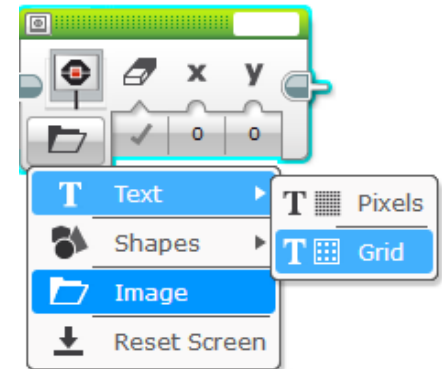 x y
0 0
T Text
T Pixels
Shapes
T Grid
Image
Reset Screen